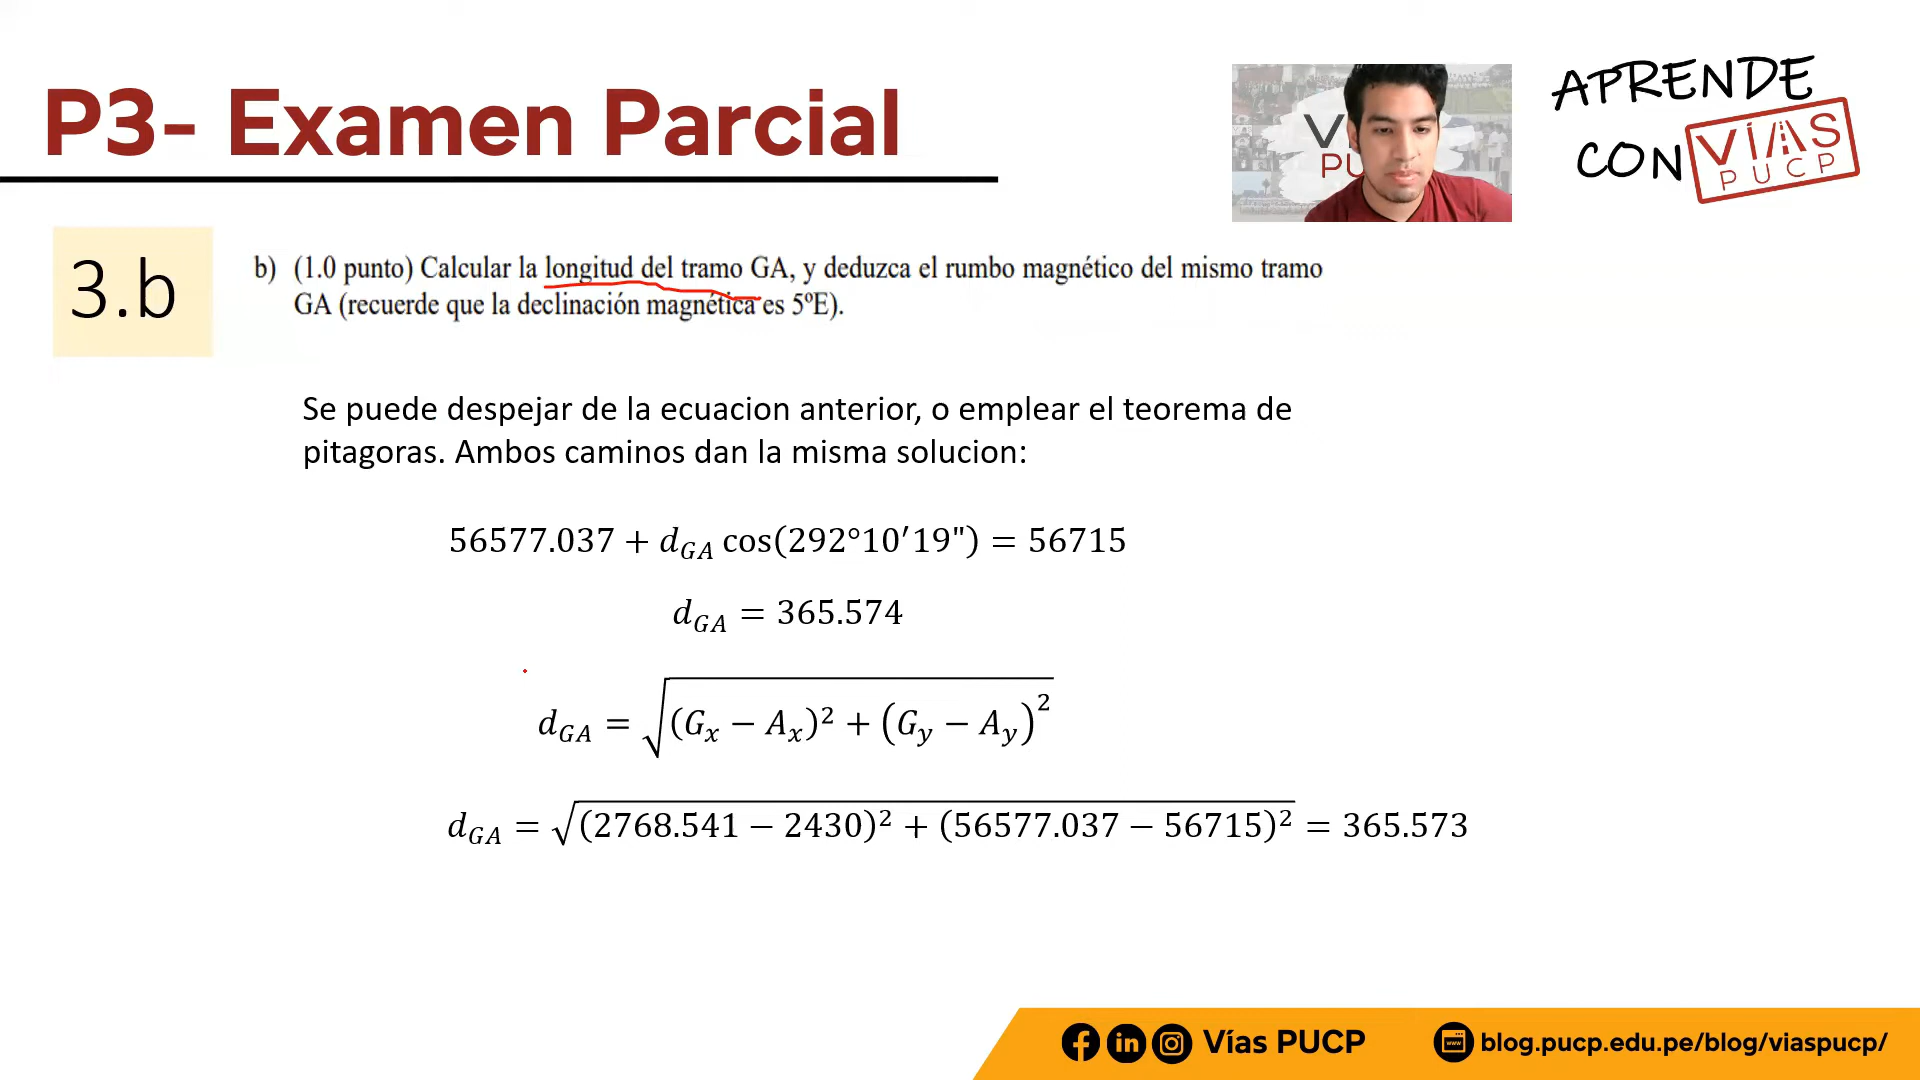 P3- Examen Parcial
APRENDE
CON VÍAS
PUCP
V
PU
3.b
b) (1.0 punto) Calcular la longitud del tramo GA, y deduzca el rumbo magnético del mismo tramo
GA (recuerde que la declinación magnética es 5ºE).
Se puede despejar de la ecuacion anterior, o emplear el teorema de
pitagoras. Ambos caminos dan la misma solucion:
56577.037 + d_GA cos(292°10′19") = 56715
d_GA = 365.574
d_GA = √((G_x − A_x)² + (G_y − A_y)²)
d_GA = √((2768.541 − 2430)² + (56577.037 − 56715)²) = 365.573
Vías PUCP
www
blog.pucp.edu.pe/blog/viaspucp/